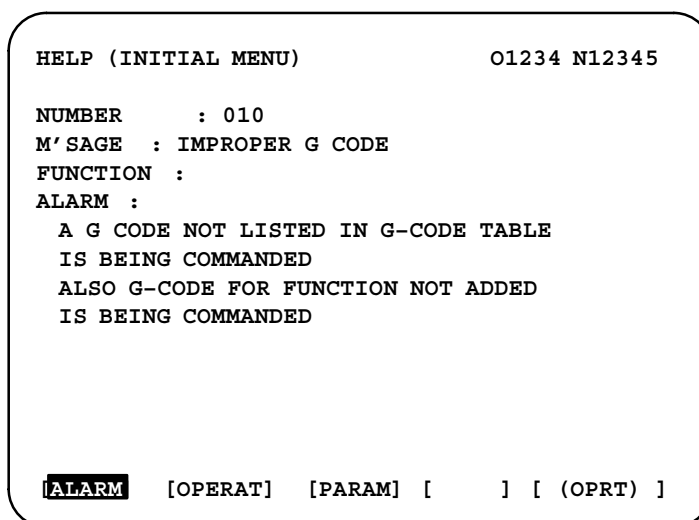 HELP (INITIAL MENU) O1234 N12345
NUMBER : 010
M'SAGE : IMPROPER G CODE
FUNCTION :
ALARM :
A G CODE NOT LISTED IN G-CODE TABLE
IS BEING COMMANDED
ALSO G-CODE FOR FUNCTION NOT ADDED
IS BEING COMMANDED
[ALARM [OPERAT] [PARAM] [ ] [ (OPRT) ]